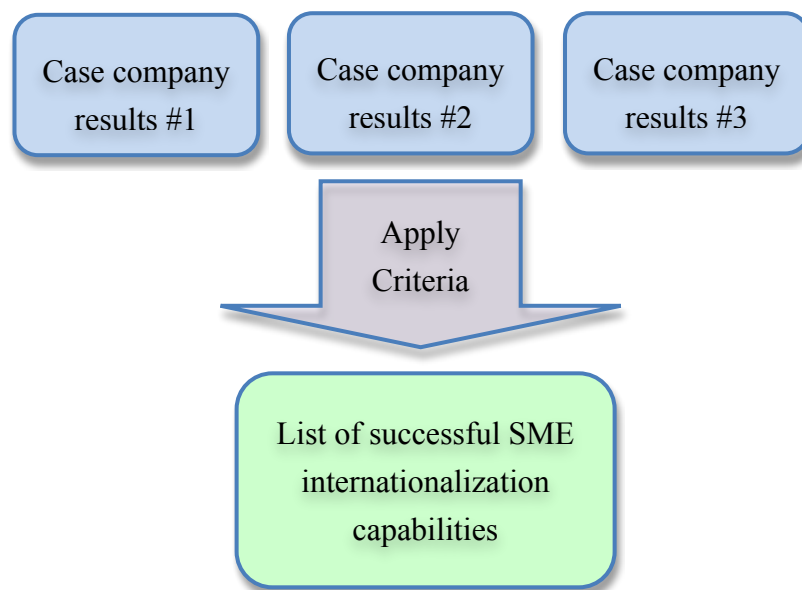 Case company
results #1
Case company
results #2
Case company
results #3
Apply
Criteria
List of successful SME
internationalization
capabilities